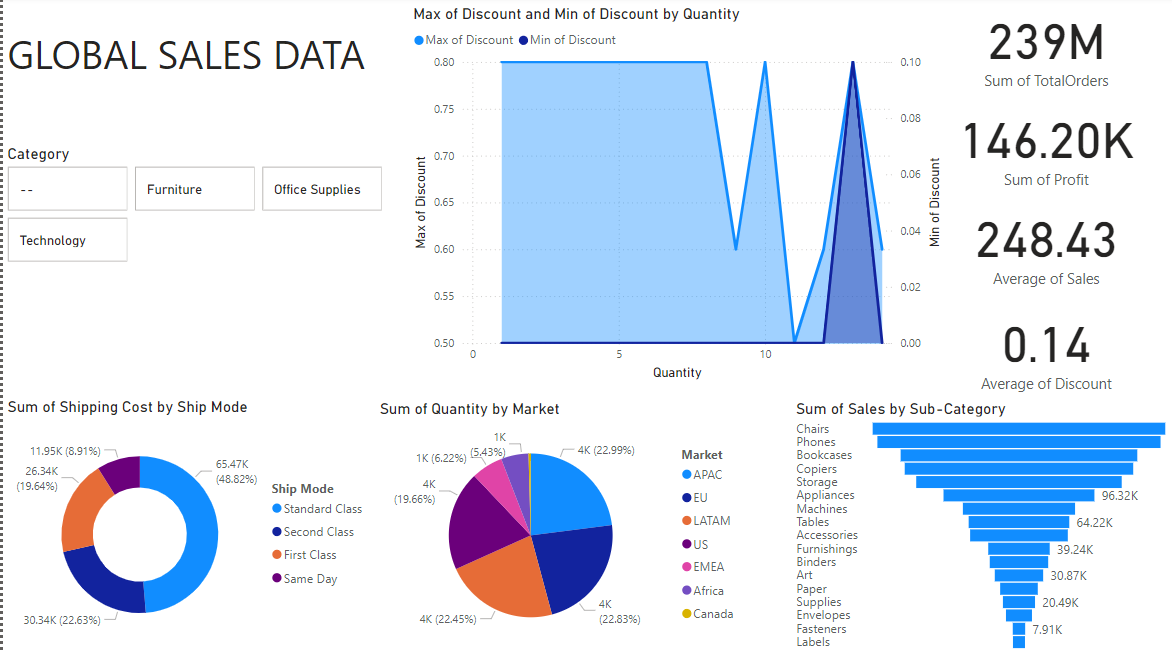 GLOBAL SALES DATA
Category
--
Furniture
Office Supplies
Technology
Max of Discount and Min of Discount by Quantity
Max of Discount
Min of Discount
Max of Discount
0.80
0.75
0.70
0.65
0.60
0.55
0.50
0
5
10
Quantity
0.10
0.08
0.06
0.04
0.02
0.00
Min of Discount
239M
Sum of TotalOrders
146.20K
Sum of Profit
248.43
Average of Sales
0.14
Average of Discount
Sum of Shipping Cost by Ship Mode
11.95K (8.91%)
26.34K
(19.64%)
65.47K
(48.82%)
30.34K (22.63%)
Ship Mode
Standard Class
Second Class
First Class
Same Day
Sum of Quantity by Market
1K
(5.43%)
1K (6.22%)
4K
(19.66%)
4K (22.99%)
4K
(22.83%)
4K (22.45%)
Market
APAC
EU
LATAM
US
EMEA
Africa
Canada
Sum of Sales by Sub-Category
Chairs
Phones
Bookcases
Copiers
Storage
Appliances
96.32K
Machines
Tables
64.22K
Accessories
Furnishings
39.24K
Binders
Art
30.87K
Paper
Supplies
20.49K
Envelopes
Fasteners
7.91K
Labels